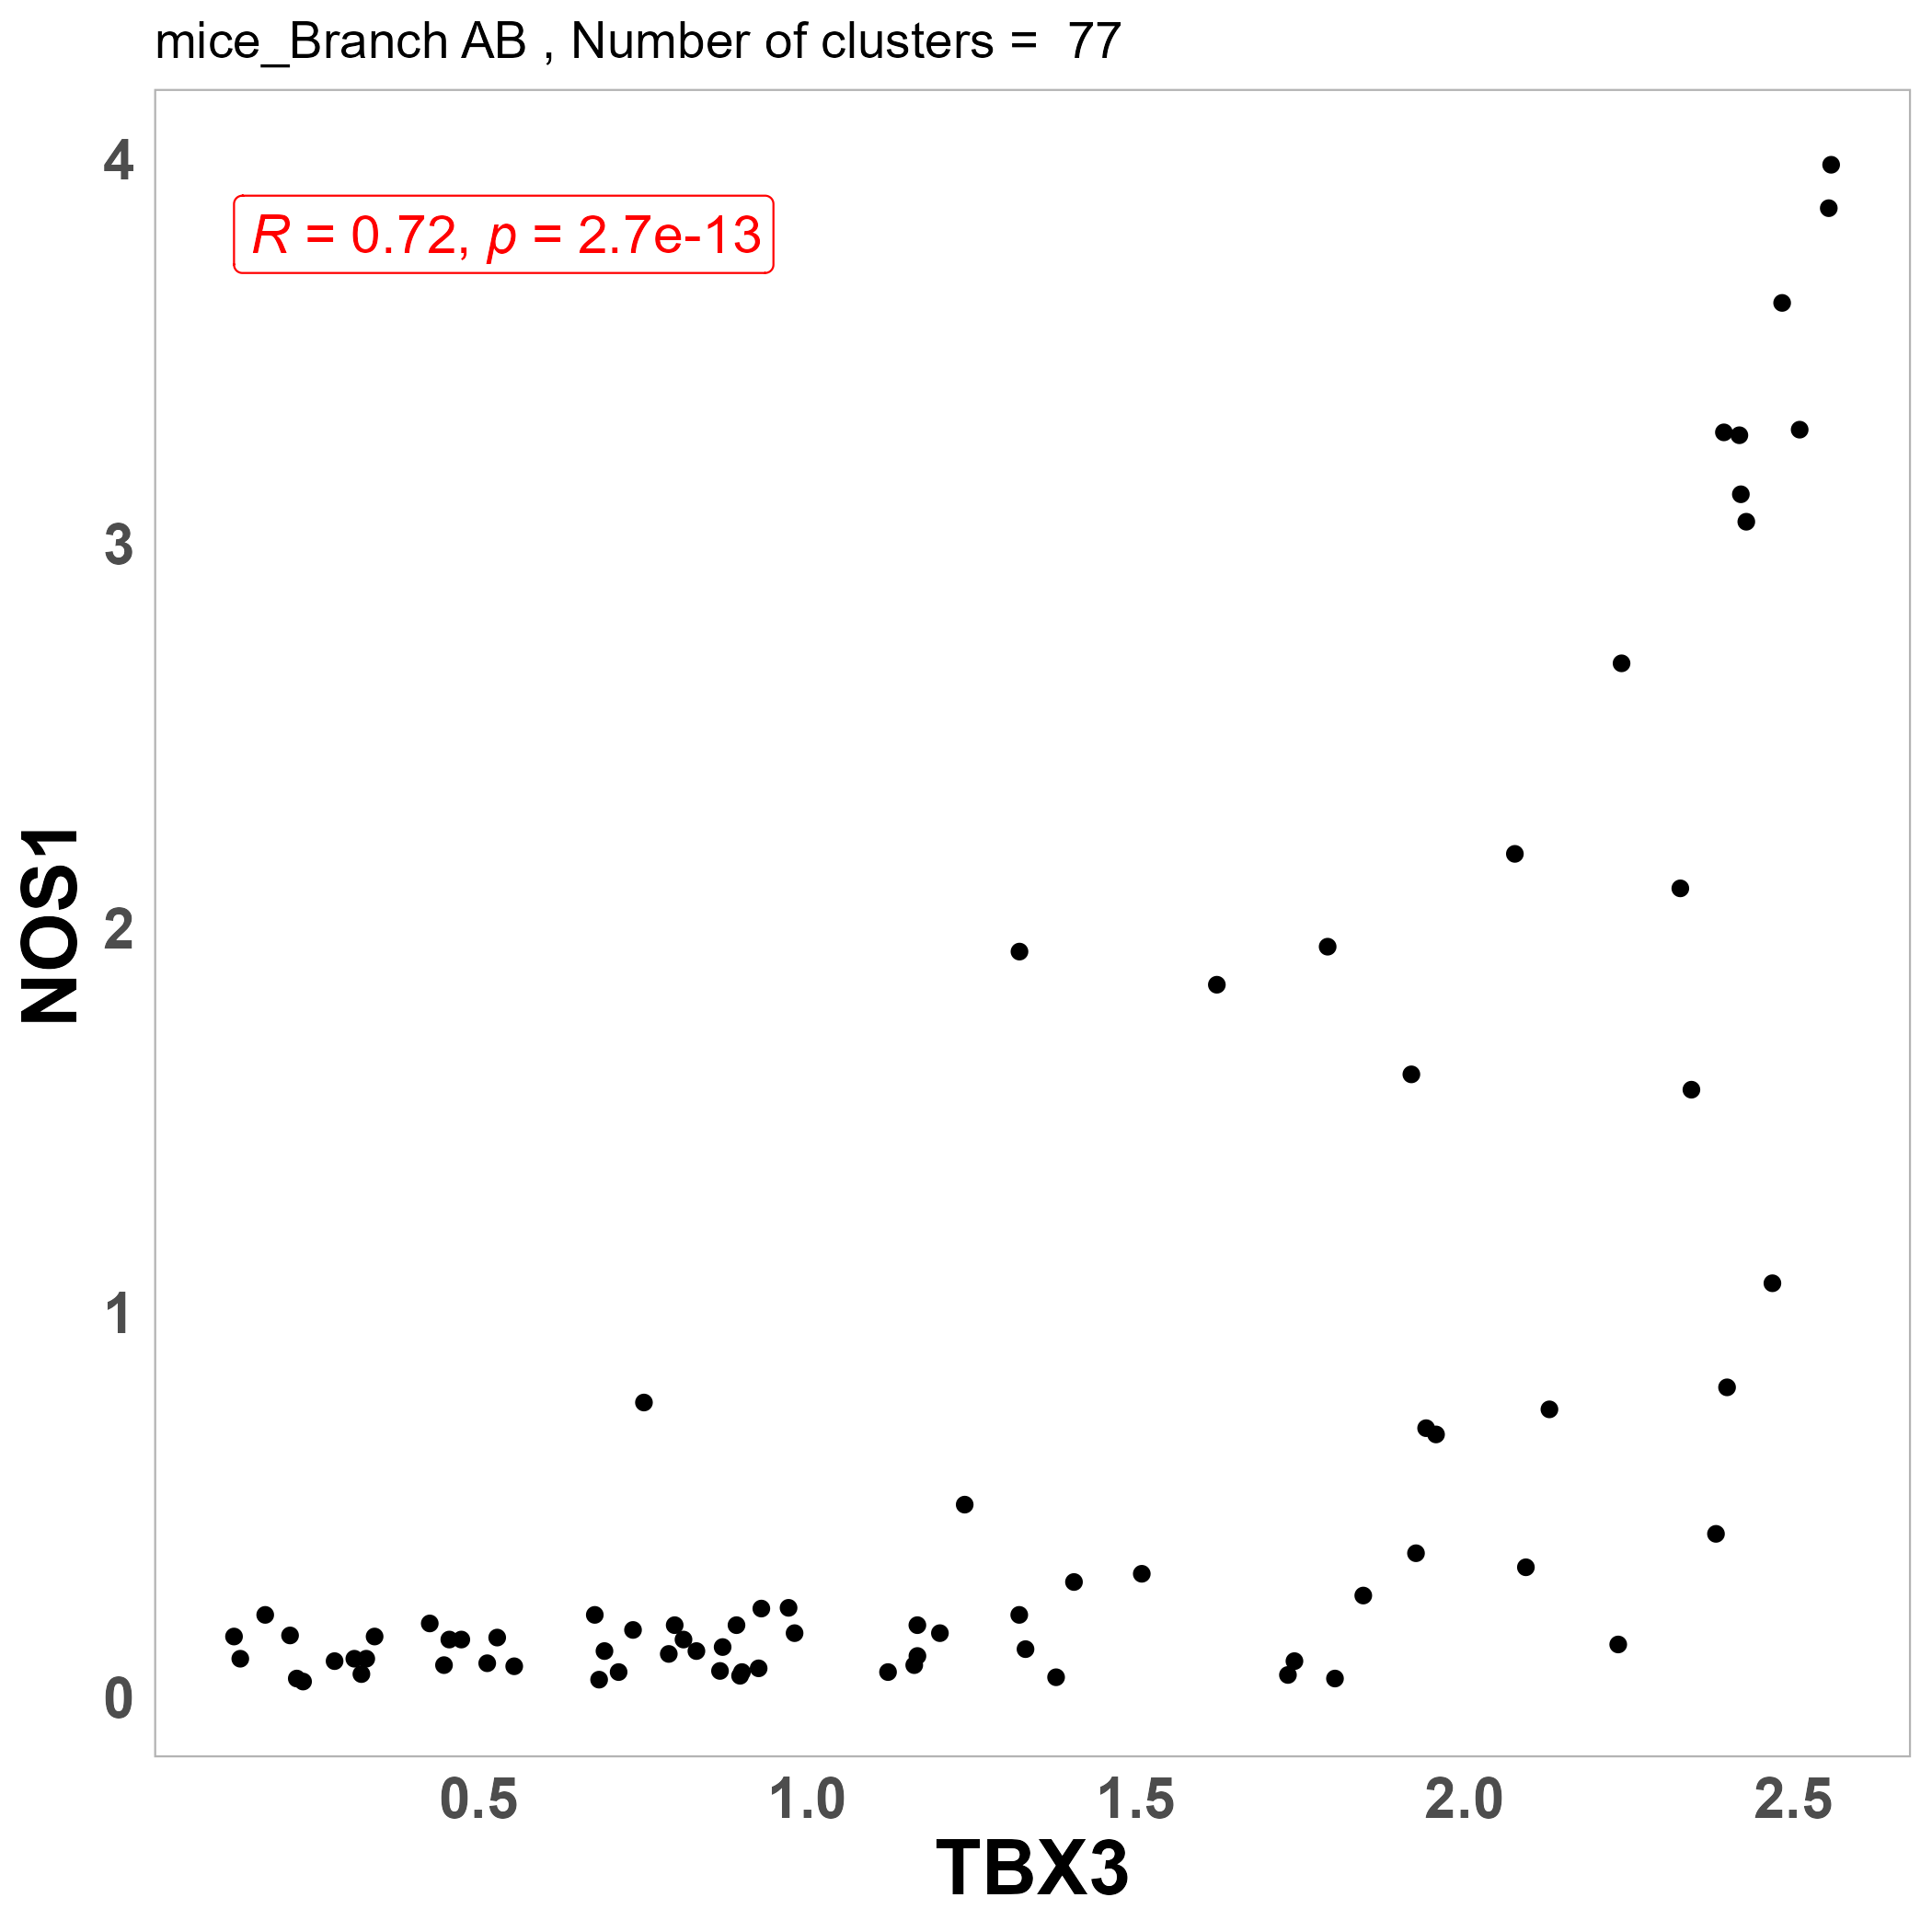 mice_Branch AB , Number of clusters =  77
R = 0.72, p = 2.7e-13
NOS1
4
3
2
1
0
0.5 1.0 1.5 2.0 2.5
TBX3